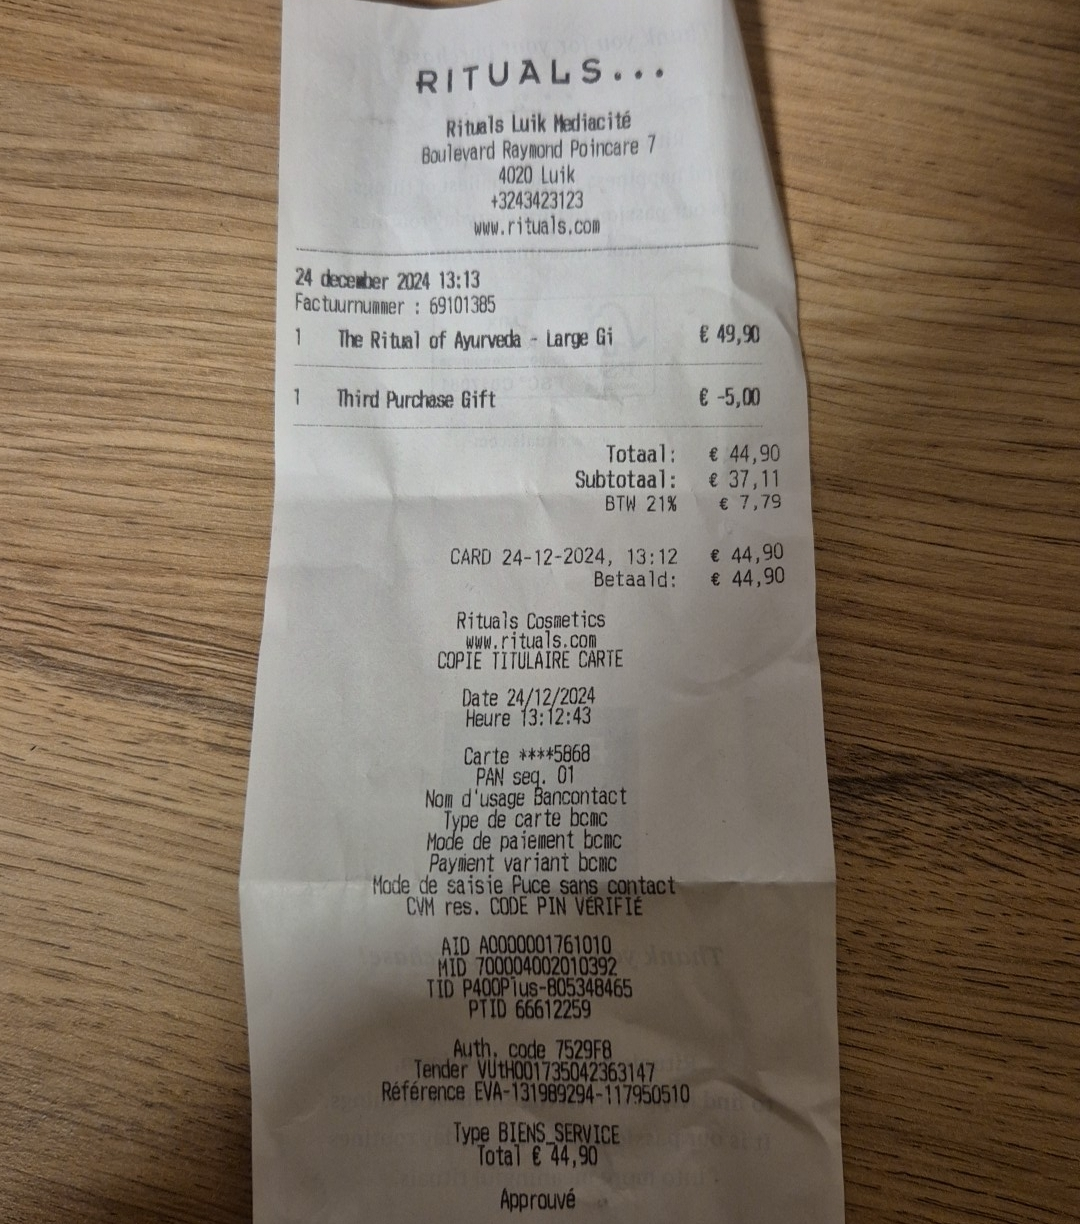 RITUALS...
Rituals Luik Mediacité
Boulevard Raymond Poincare 7
4020 Luik
+3243423123
www.rituals.com
24 december 2024 13:13
Factuurnummer : 69101385
1 The Ritual of Ayurveda - Large Gi € 49,90
1 Third Purchase Gift € -5,00
Totaal: € 44,90
Subtotaal: € 37,11
BTW 21% € 7,79
CARD 24-12-2024, 13:12 € 44,90
Betaald: € 44,90
Rituals Cosmetics
www.rituals.com
COPIE TITULAIRE CARTE
Date 24/12/2024
Heure 13:12:43
Carte ****5868
PAN seq. 01
Nom d'usage Bancontact
Type de carte bcmc
Mode de paiement bcmc
Payment variant bcmc
Mode de saisie Puce sans contact
CVM res. CODE PIN VÉRIFIÉ
AID A0000001761010
MID 700004002010392
TID P400Plus-805348465
PTID 66612259
Auth. code 7529F8
Tender VUtH001735042363147
Référence EVA-131989294-117950510
Type BIENS_SERVICE
Total € 44,90
Approuvé